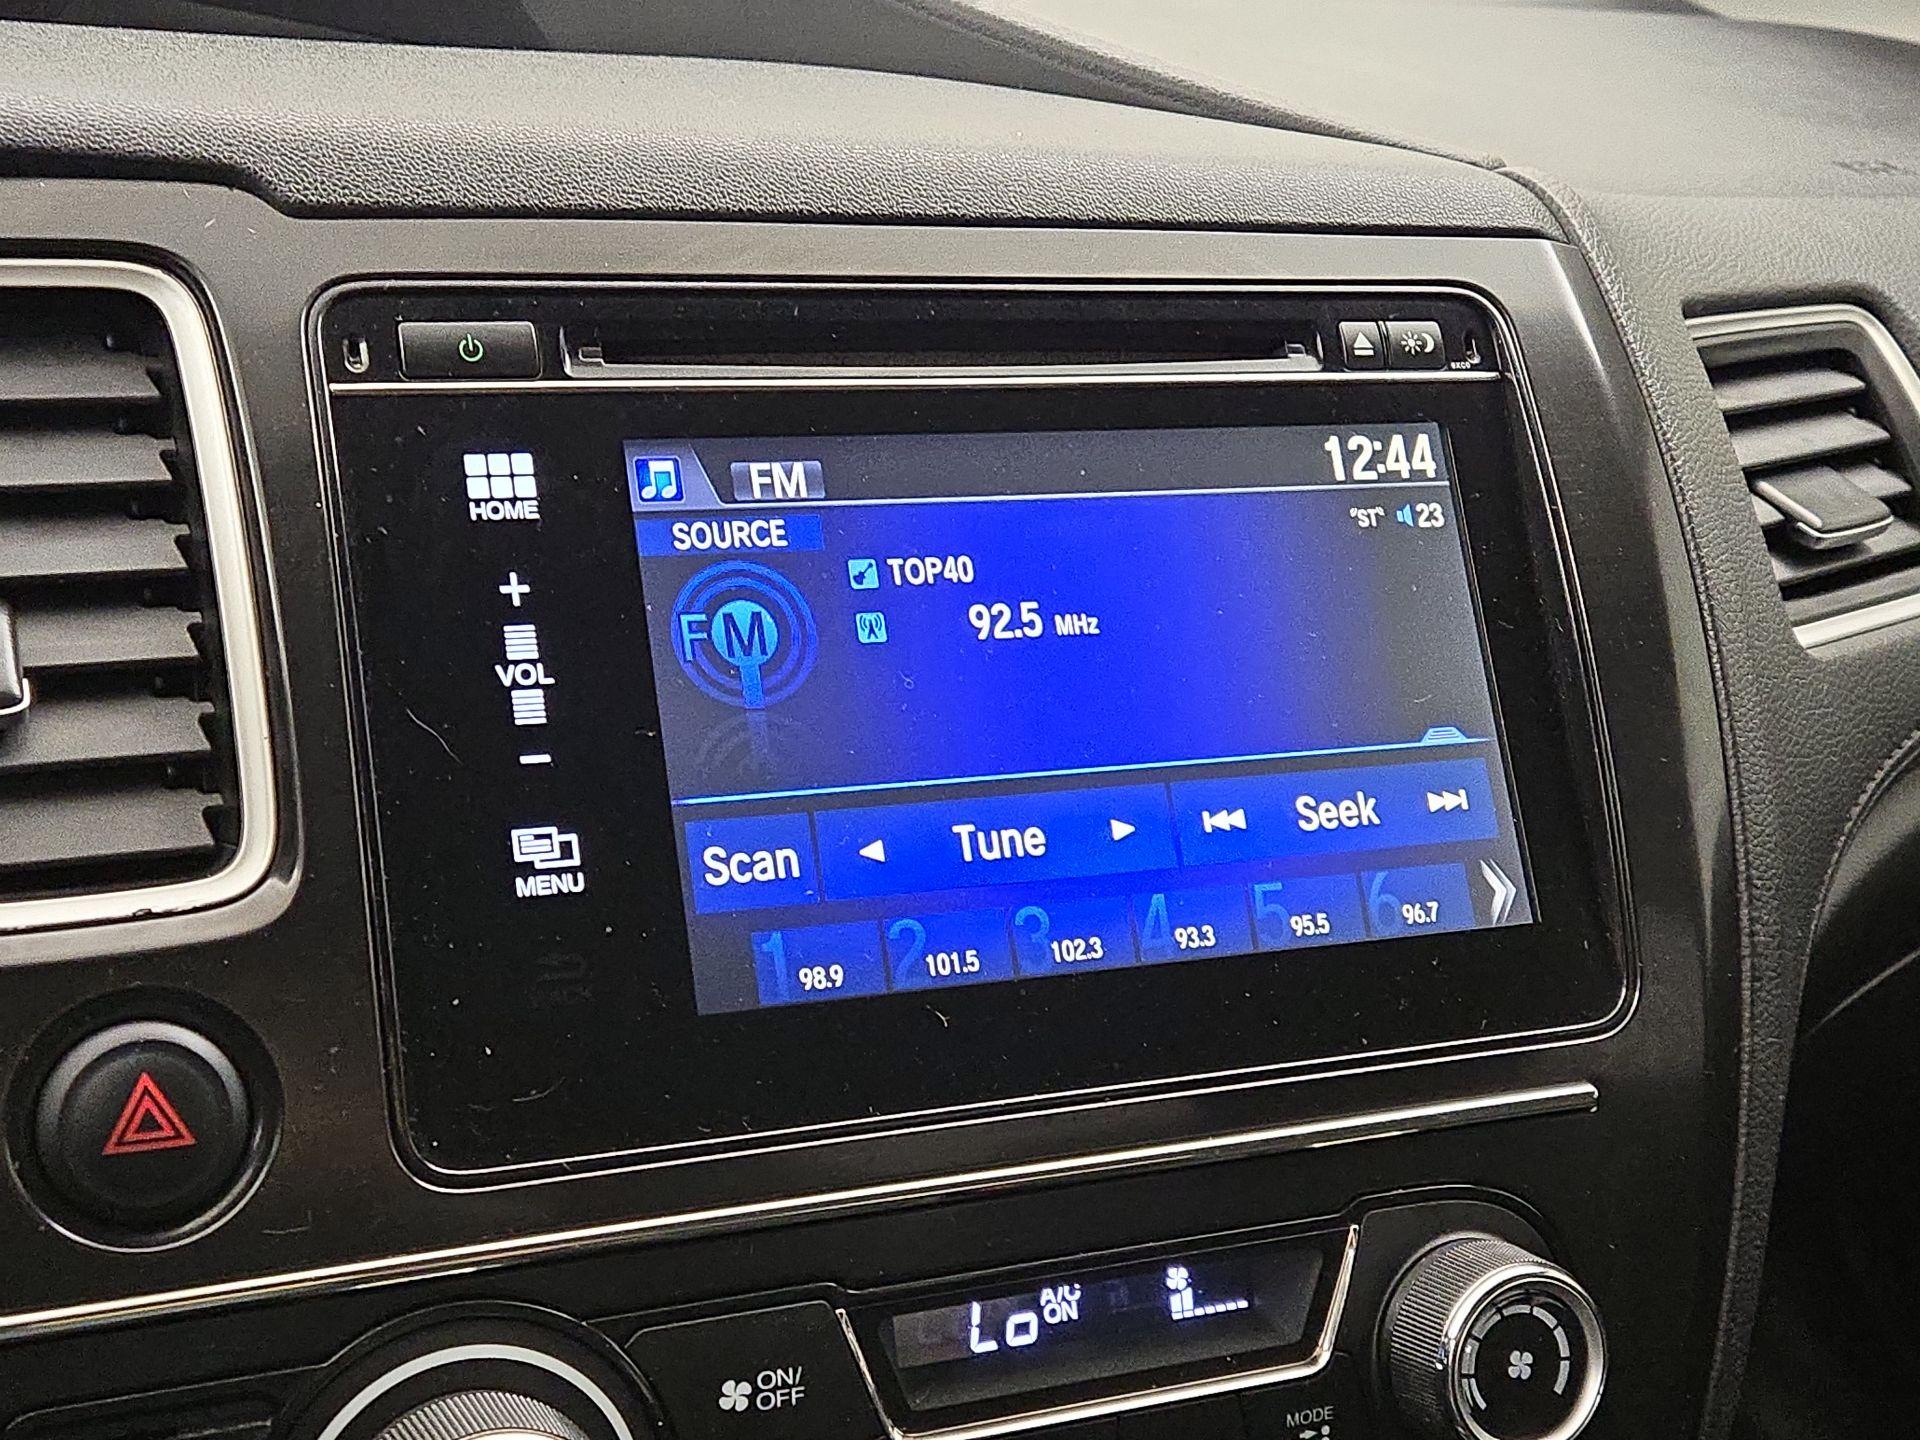 HOME
+
VOL
-
MENU
FM
12:44
SOURCE
"ST" 23
TOP40
FM
92.5 MHz
Scan Tune Seek
1 98.9 2 101.5 3 102.3 4 93.3 5 95.5 6 96.7
Lo A/C ON
ON/
OFF
MODE